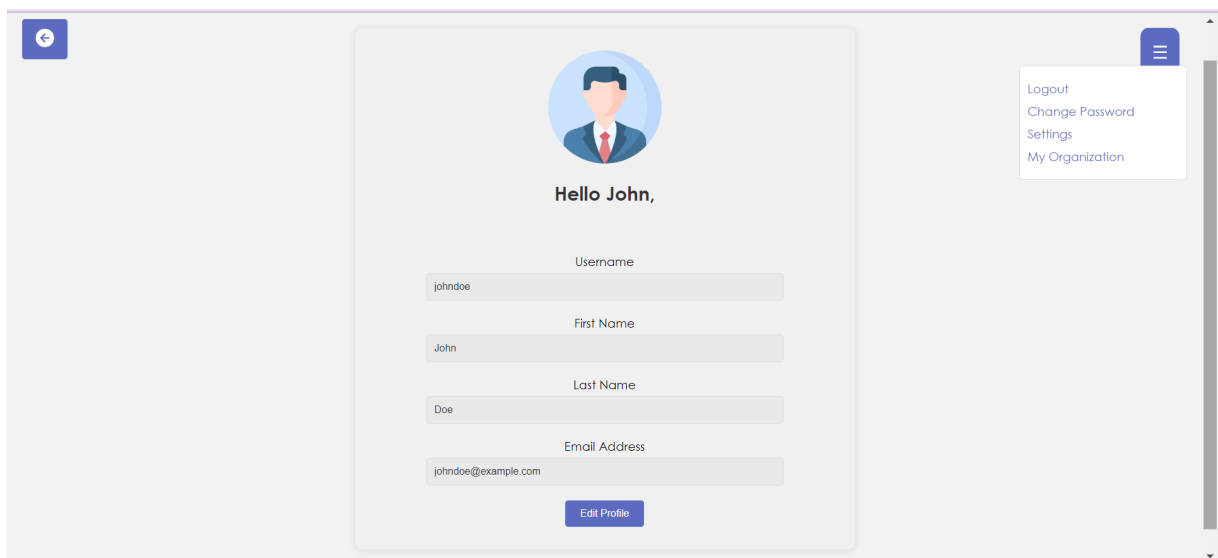 Logout
Change Password
Settings
My Organization
Hello John,
Username
johndoe
First Name
John
Last Name
Doe
Email Address
johndoe@example.com
Edit Profile